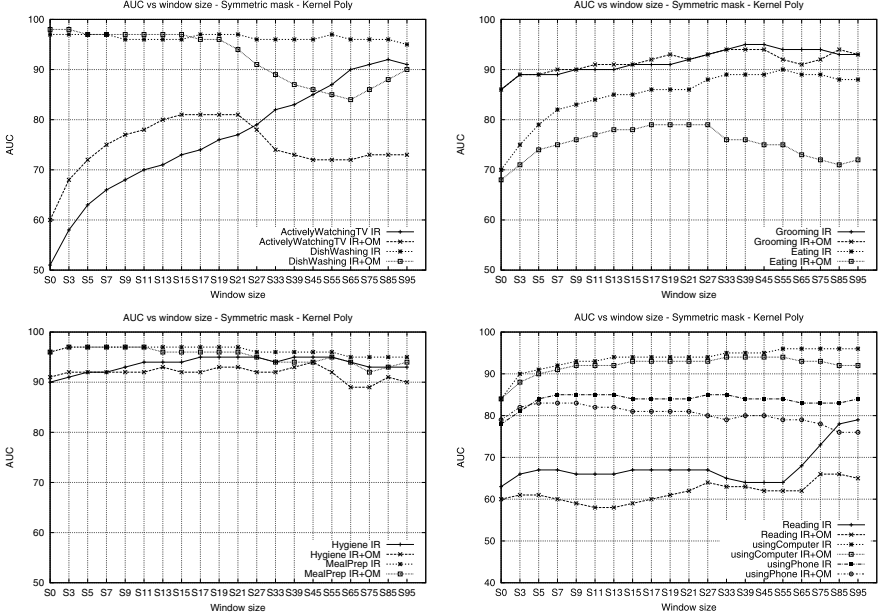 AUC vs window size - Symmetric mask - Kernel Poly
100
90
80
70
60
50
AUC
S0 S3 S5 S7 S9 S11 S13 S15 S17 S19 S21 S27 S33 S39 S45 S55 S65 S75 S85 S95
Window size
ActivelyWatchingTV IR
ActivelyWatchingTV IR+OM
DishWashing IR
DishWashing IR+OM
AUC vs window size - Symmetric mask - Kernel Poly
100
90
80
70
60
50
AUC
S0 S3 S5 S7 S9 S11 S13 S15 S17 S19 S21 S27 S33 S39 S45 S55 S65 S75 S85 S95
Window size
Grooming IR
Grooming IR+OM
Eating IR
Eating IR+OM
AUC vs window size - Symmetric mask - Kernel Poly
100
90
80
70
60
50
AUC
S0 S3 S5 S7 S9 S11 S13 S15 S17 S19 S21 S27 S33 S39 S45 S55 S65 S75 S85 S95
Window size
Hygiene IR
Hygiene IR+OM
MealPrep IR
MealPrep IR+OM
AUC vs window size - Symmetric mask - Kernel Poly
100
90
80
70
60
50
40
AUC
S0 S3 S5 S7 S9 S11 S13 S15 S17 S19 S21 S27 S33 S39 S45 S55 S65 S75 S85 S95
Window size
Reading IR
Reading IR+OM
usingComputer IR
usingComputer IR+OM
usingPhone IR
usingPhone IR+OM